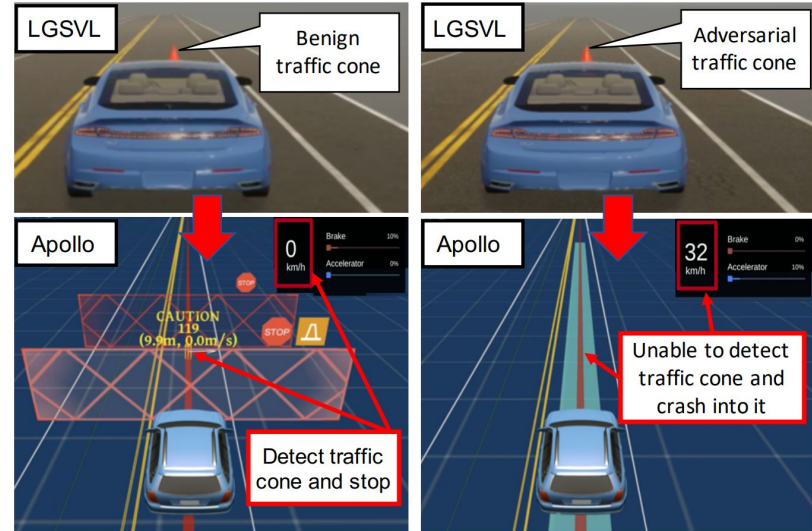 LGSVL
Benign
traffic cone
LGSVL
Adversarial
traffic cone
Apollo
0
km/h
Brake 10%
Accelerator 0%
STOP
CAUTION
119
(9.9m, 0.0m/s)
STOP
Detect traffic
cone and stop
Apollo
32
km/h
Brake 0%
Accelerator 10%
Unable to detect
traffic cone and
crash into it